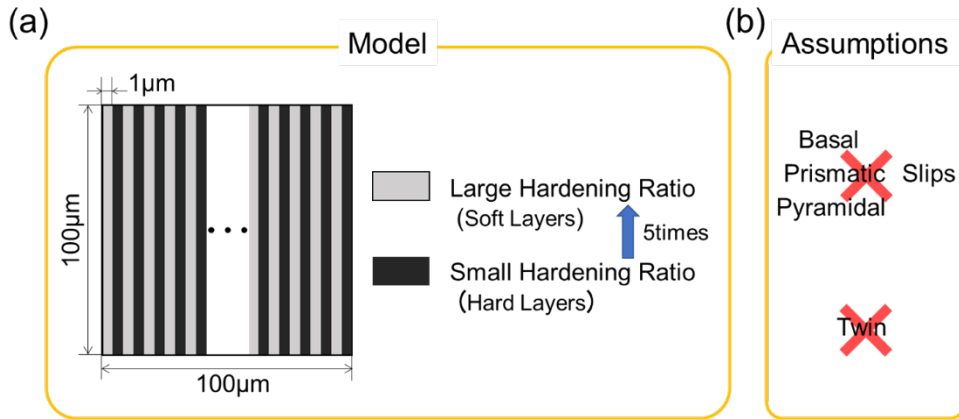 (a)
Model
1μm
100μm
100μm
Large Hardening Ratio
(Soft Layers)
5times
Small Hardening Ratio
(Hard Layers)
(b)
Assumptions
Basal
Prismatic Slips
Pyramidal
Twin